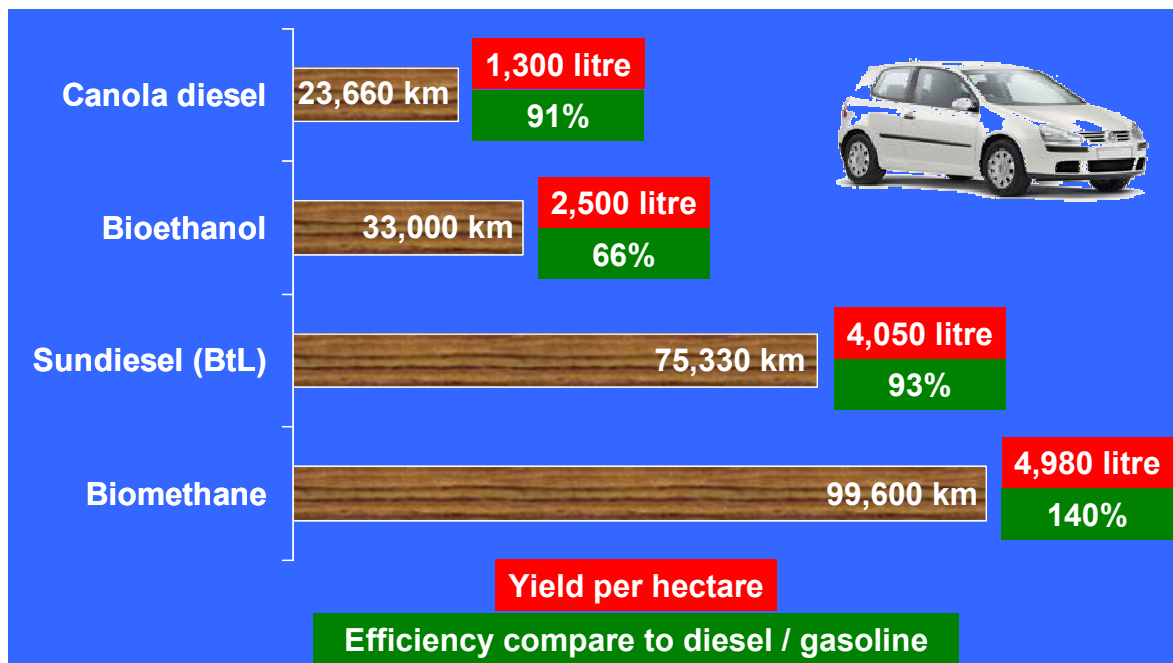 Canola diesel
23,660 km
1,300 litre
91%
Bioethanol
33,000 km
2,500 litre
66%
Sundiesel (BtL)
75,330 km
4,050 litre
93%
Biomethane
99,600 km
4,980 litre
140%
Yield per hectare
Efficiency compare to diesel / gasoline